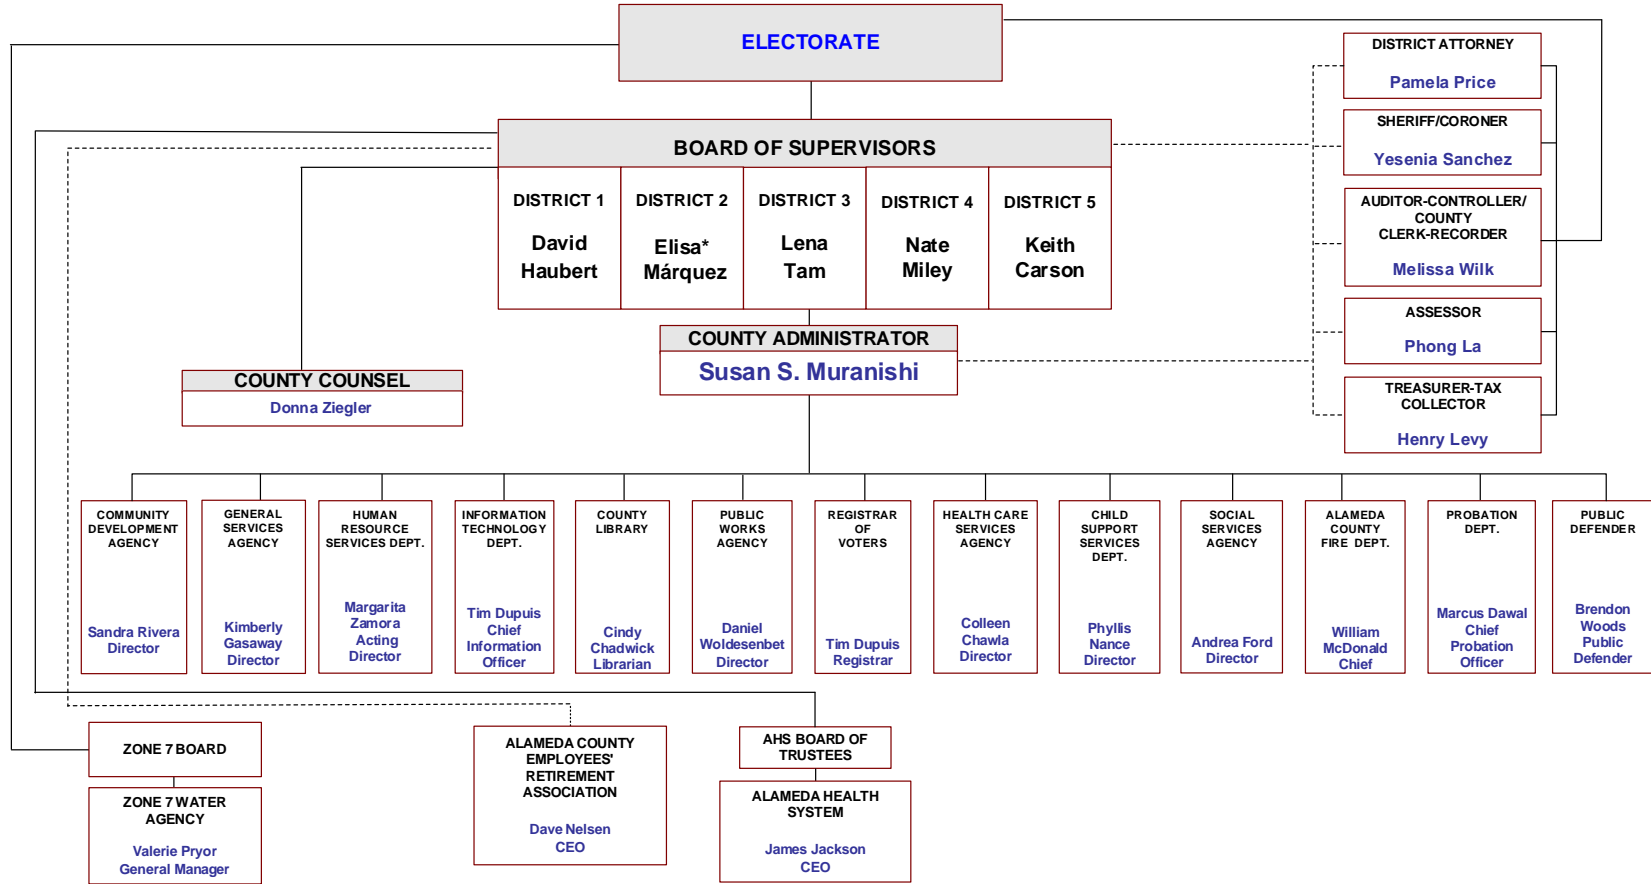 ELECTORATE
BOARD OF SUPERVISORS
DISTRICT 1
David
Haubert
DISTRICT 2
Elisa*
Márquez
DISTRICT 3
Lena
Tam
DISTRICT 4
Nate
Miley
DISTRICT 5
Keith
Carson
DISTRICT ATTORNEY
Pamela Price
SHERIFF/CORONER
Yesenia Sanchez
AUDITOR-CONTROLLER/
COUNTY
CLERK-RECORDER
Melissa Wilk
ASSESSOR
Phong La
TREASURER-TAX
COLLECTOR
Henry Levy
COUNTY ADMINISTRATOR
Susan S. Muranishi
COUNTY COUNSEL
Donna Ziegler
COMMUNITY
DEVELOPMENT
AGENCY
Sandra Rivera
Director
GENERAL
SERVICES
AGENCY
Kimberly
Gasaway
Director
HUMAN
RESOURCE
SERVICES DEPT.
Margarita
Zamora
Acting
Director
INFORMATION
TECHNOLOGY
DEPT.
Tim Dupuis
Chief
Information
Officer
COUNTY
LIBRARY
Cindy
Chadwick
Librarian
PUBLIC
WORKS
AGENCY
Daniel
Woldesenbet
Director
REGISTRAR
OF
VOTERS
Tim Dupuis
Registrar
HEALTH CARE
SERVICES
AGENCY
Colleen
Chawla
Director
CHILD
SUPPORT
SERVICES
DEPT.
Phyllis
Nance
Director
SOCIAL
SERVICES
AGENCY
Andrea Ford
Director
ALAMEDA
COUNTY
FIRE DEPT.
William
McDonald
Chief
PROBATION
DEPT.
Marcus Dawal
Chief
Probation
Officer
PUBLIC
DEFENDER
Brendon
Woods
Public
Defender
ZONE 7 BOARD
ZONE 7 WATER
AGENCY
Valerie Pryor
General Manager
ALAMEDA COUNTY
EMPLOYEES'
RETIREMENT
ASSOCIATION
Dave Nelsen
CEO
AHS BOARD OF
TRUSTEES
ALAMEDA HEALTH
SYSTEM
James Jackson
CEO